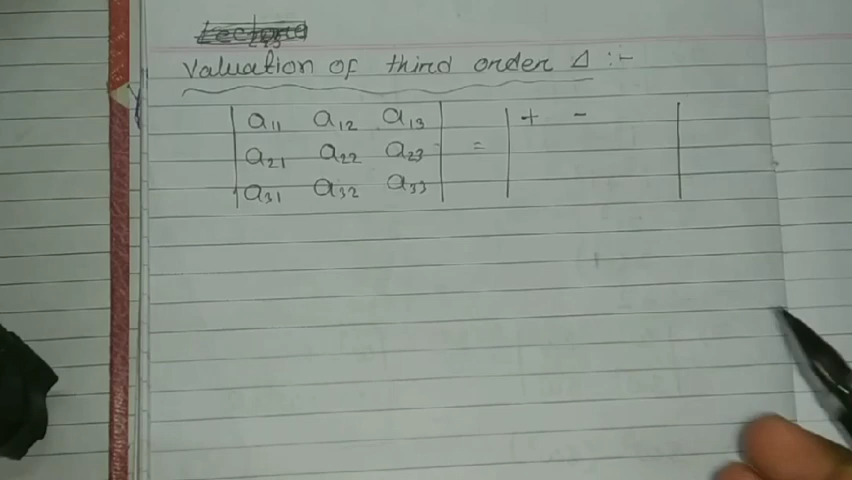 Valuation of third order Δ :-
| a11 a12 a13 | = | + - |
| a21 a22 a23 |
| a31 a32 a33 |